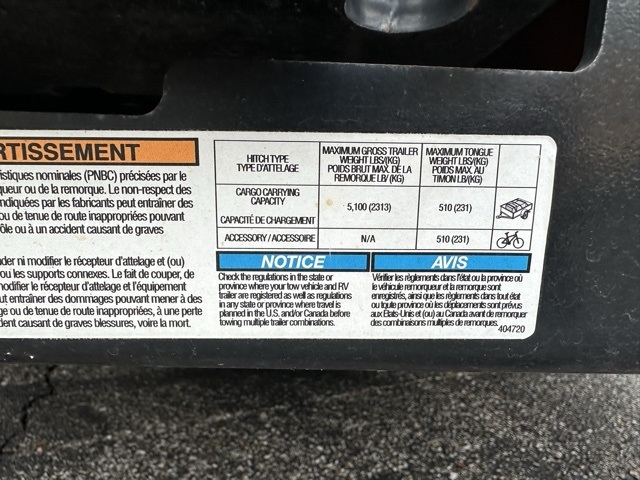 RTISSEMENT
istiques nominales (PNBC) précisées par le
queur ou de la remorque. Le non-respect des
ndiquées par les fabricants peut entraîner des
ou de tenue de route inappropriées pouvant
ôle ou à un accident causant de graves
der ni modifier le récepteur d'attelage et (ou)
ou les supports connexes. Le fait de couper, de
modifier le récepteur d'attelage et l'équipement
ut entraîner des dommages pouvant mener à des
ge ou de tenue de route inappropriées, à une perte
dent causant de graves blessures, voire la mort.
HITCH TYPE
TYPE D'ATTELAGE
MAXIMUM GROSS TRAILER
WEIGHT LBS/(KG)
POIDS BRUT MAX. DE LA
REMORQUE LB/(KG)
MAXIMUM TONGUE
WEIGHT LBS/(KG)
POIDS MAX. AU
TIMON LB/(KG)
CARGO CARRYING
CAPACITY
CAPACITÉ DE CHARGEMENT
5,100 (2313)
510 (231)
ACCESSORY / ACCESSOIRE
N/A
510 (231)
NOTICE
Check the regulations in the state or
province where your tow vehicle and RV
trailer are registered as well as regulations
in any state or province where travel is
planned in the U.S. and/or Canada before
towing multiple trailer combinations.
AVIS
Vérifier les règlements dans l'état ou la province où
le véhicule remorqueur et la remorque sont
enregistrés, ainsi que les règlements dans tout état
ou toute province où les déplacements sont prévus
aux États-Unis et (ou) au Canada avant de remorquer
des combinaisons multiples de remorques.
404720